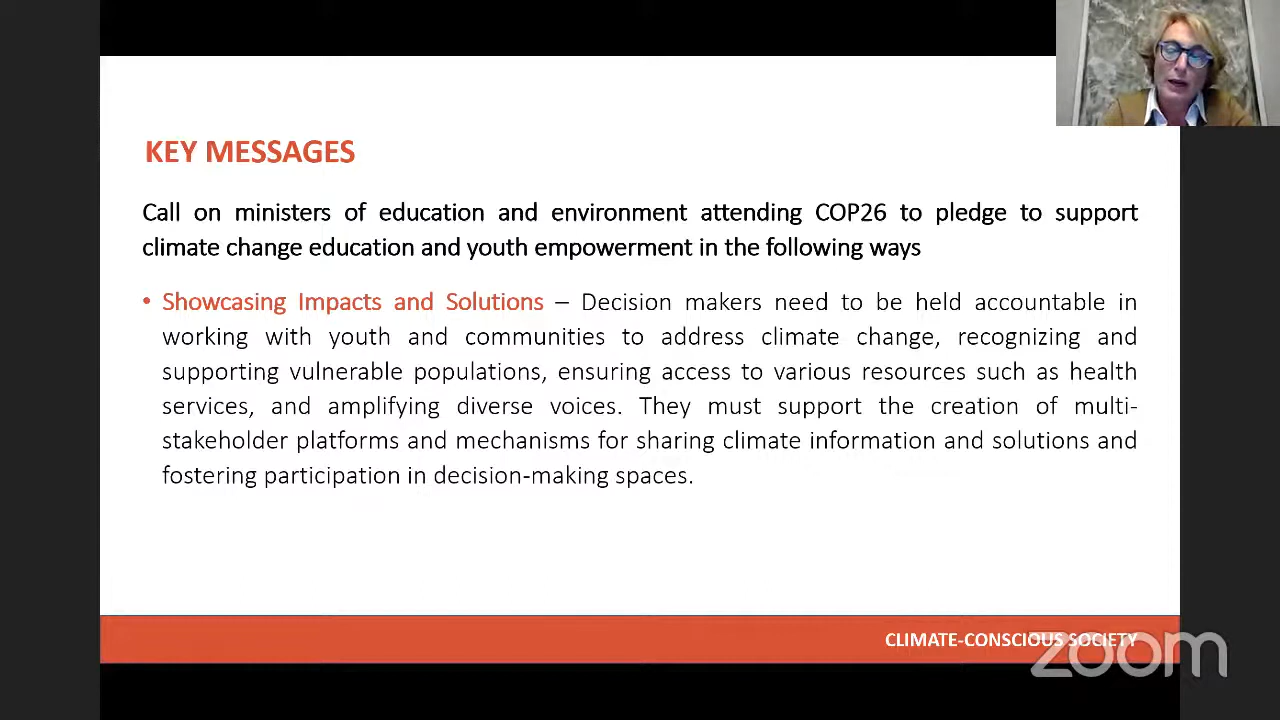 KEY MESSAGES
Call on ministers of education and environment attending COP26 to pledge to support
climate change education and youth empowerment in the following ways
• Showcasing Impacts and Solutions – Decision makers need to be held accountable in
working with youth and communities to address climate change, recognizing and
supporting vulnerable populations, ensuring access to various resources such as health
services, and amplifying diverse voices. They must support the creation of multi-
stakeholder platforms and mechanisms for sharing climate information and solutions and
fostering participation in decision-making spaces.
CLIMATE-CONSCIOUS SOCIETY
zoom